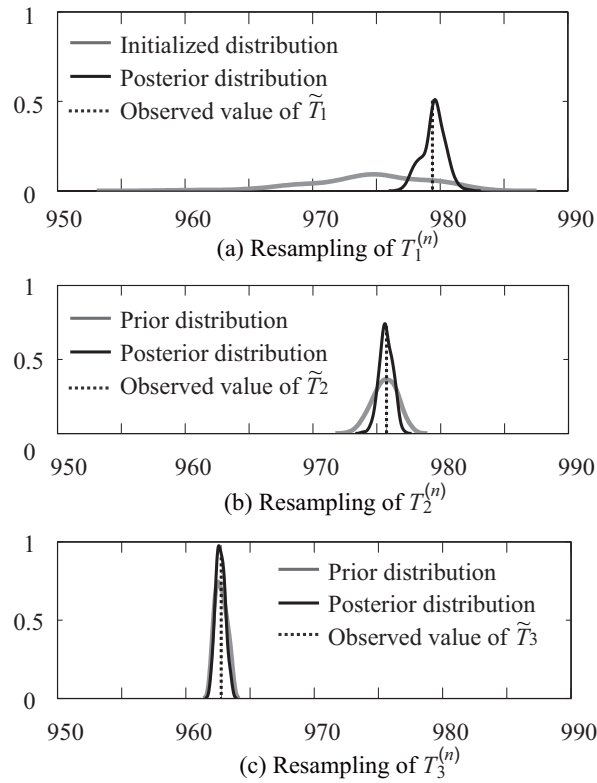 1
Initialized distribution
Posterior distribution
0.5
Observed value of T̃1
0
950 960 970 980 990
(a) Resampling of T1(n)
1
Prior distribution
0.5
Posterior distribution
Observed value of T̃2
0
950 960 970 980 990
(b) Resampling of T2(n)
1
Prior distribution
0.5
Posterior distribution
Observed value of T̃3
0
950 960 970 980 990
(c) Resampling of T3(n)